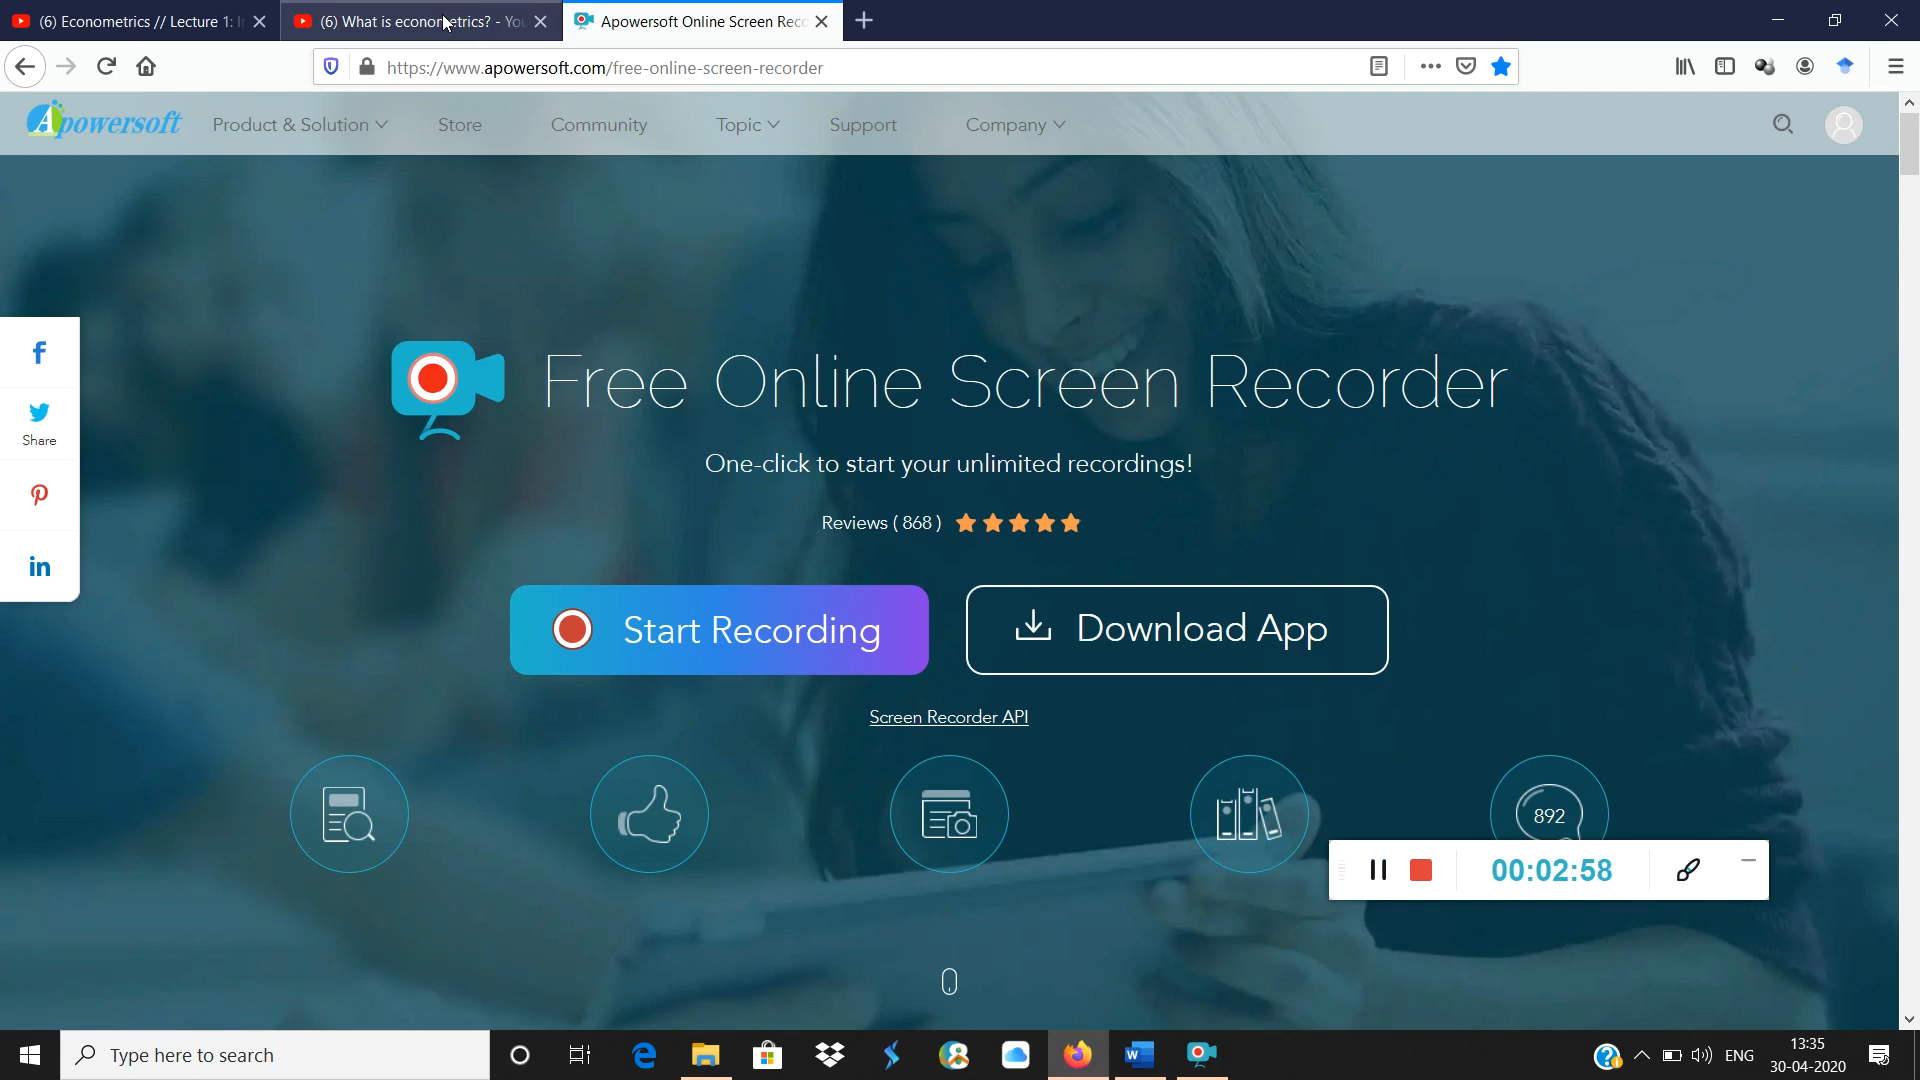 (6) Econometrics // Lecture 1: I
(6) What is econometrics? - You
Apowersoft Online Screen Reco
https://www.apowersoft.com/free-online-screen-recorder
Apowersoft
Product & Solution
Store
Community
Topic
Support
Company
Free Online Screen Recorder
One-click to start your unlimited recordings!
Reviews ( 868 )
Share
Start Recording
Download App
Screen Recorder API
892
00:02:58
Type here to search
ENG
13:35
30-04-2020